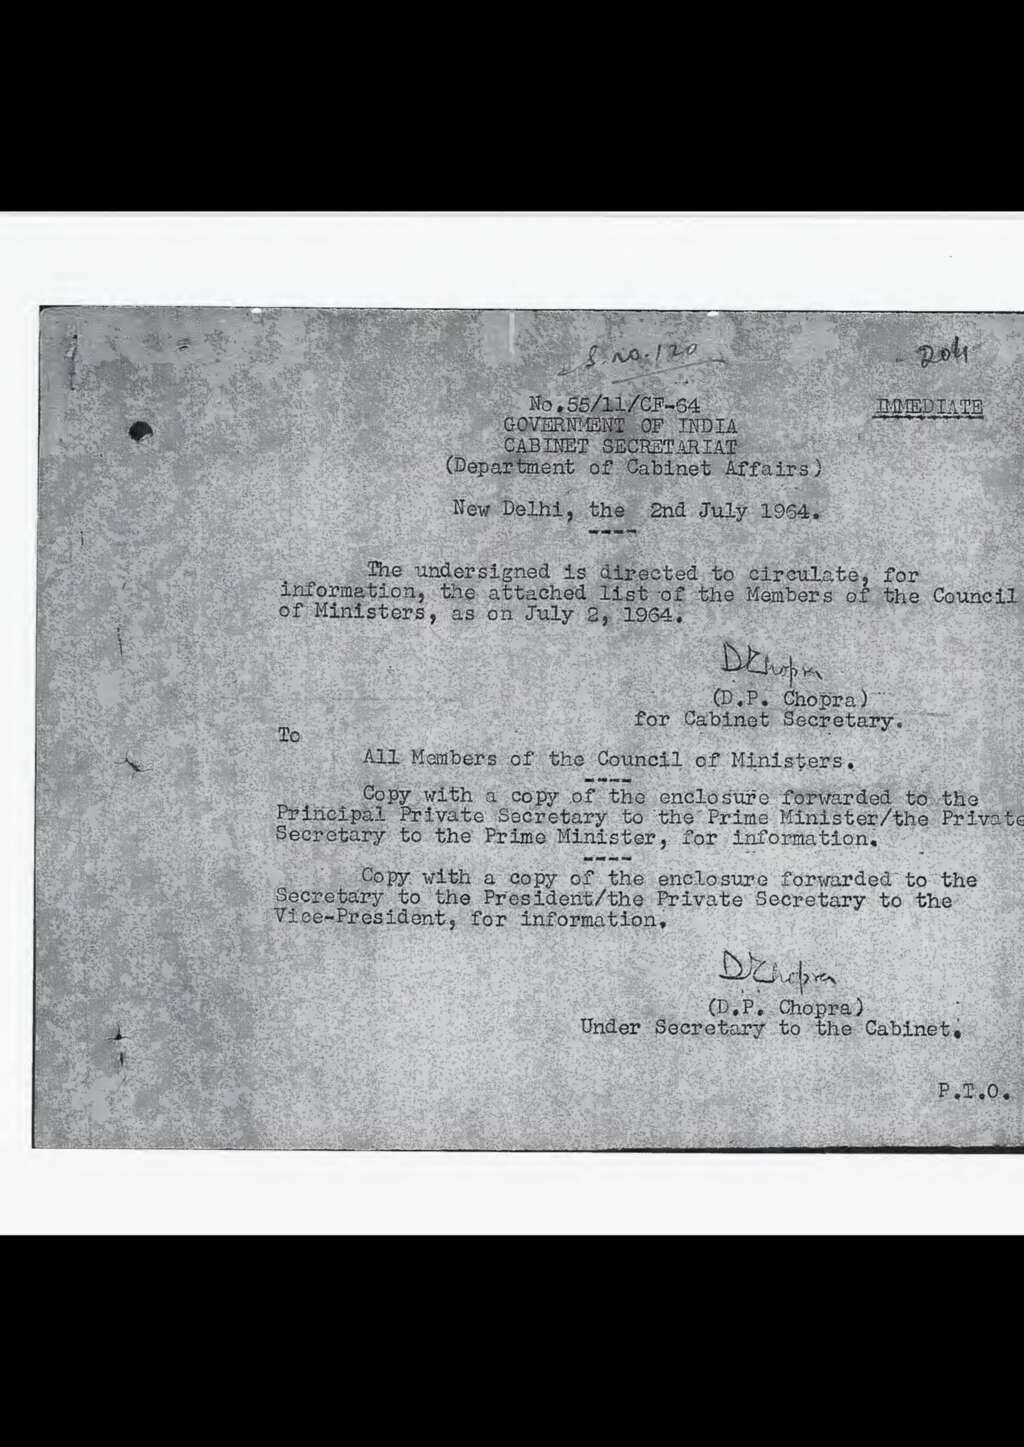 S. no. 120
204
No.55/11/CF-64
IMMEDIATE
GOVERNMENT OF INDIA
CABINET SECRETARIAT
(Department of Cabinet Affairs)
New Delhi, the 2nd July 1964.
----
The undersigned is directed to circulate, for
information, the attached list of the Members of the Council
of Ministers, as on July 2, 1964.
DPChopra
(D.P. Chopra)
for Cabinet Secretary.
To
All Members of the Council of Ministers.
----
Copy with a copy of the enclosure forwarded to the
Principal Private Secretary to the Prime Minister/the Private
Secretary to the Prime Minister, for information.
----
Copy with a copy of the enclosure forwarded to the
Secretary to the President/the Private Secretary to the
Vice-President, for information.
DPChopra
(D.P. Chopra)
Under Secretary to the Cabinet.
P.T.O.